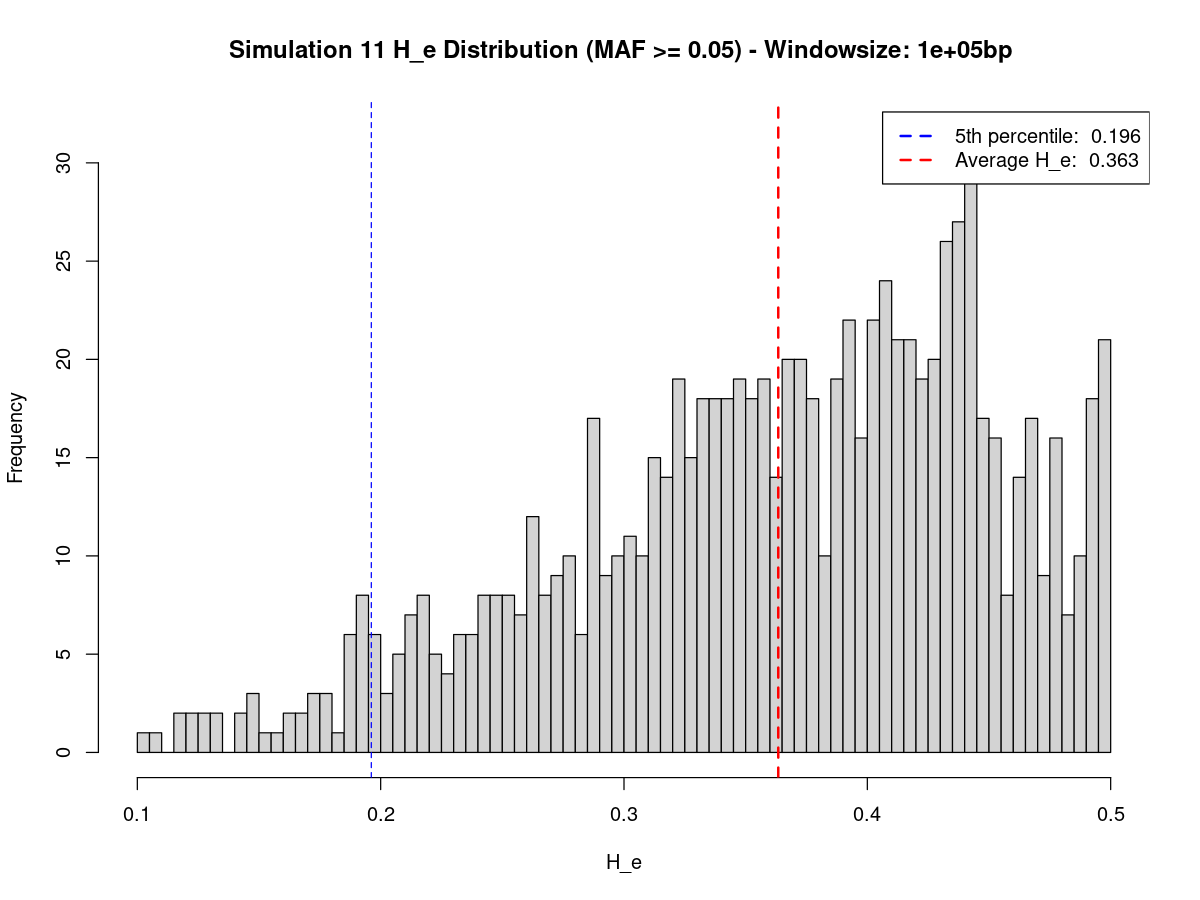 Simulation 11 H_e Distribution (MAF >= 0.05) - Windowsize: 1e+05bp
5th percentile: 0.196
Average H_e: 0.363
Frequency
30
25
20
15
10
5
0
0.1 0.2 0.3 0.4 0.5
H_e